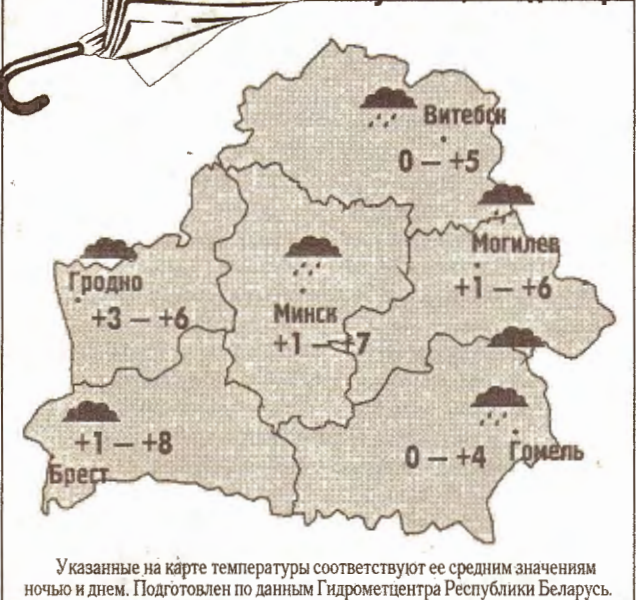 Витебск
0 — +5
Могилев
+1 — +6
Гродно
+3 — +6
Минск
+1 — +7
+1 — +8
Брест
0 — +4
Гомель
Указанные на карте температуры соответствуют ее средним значениям
ночью и днем. Подготовлен по данным Гидрометцентра Республики Беларусь.